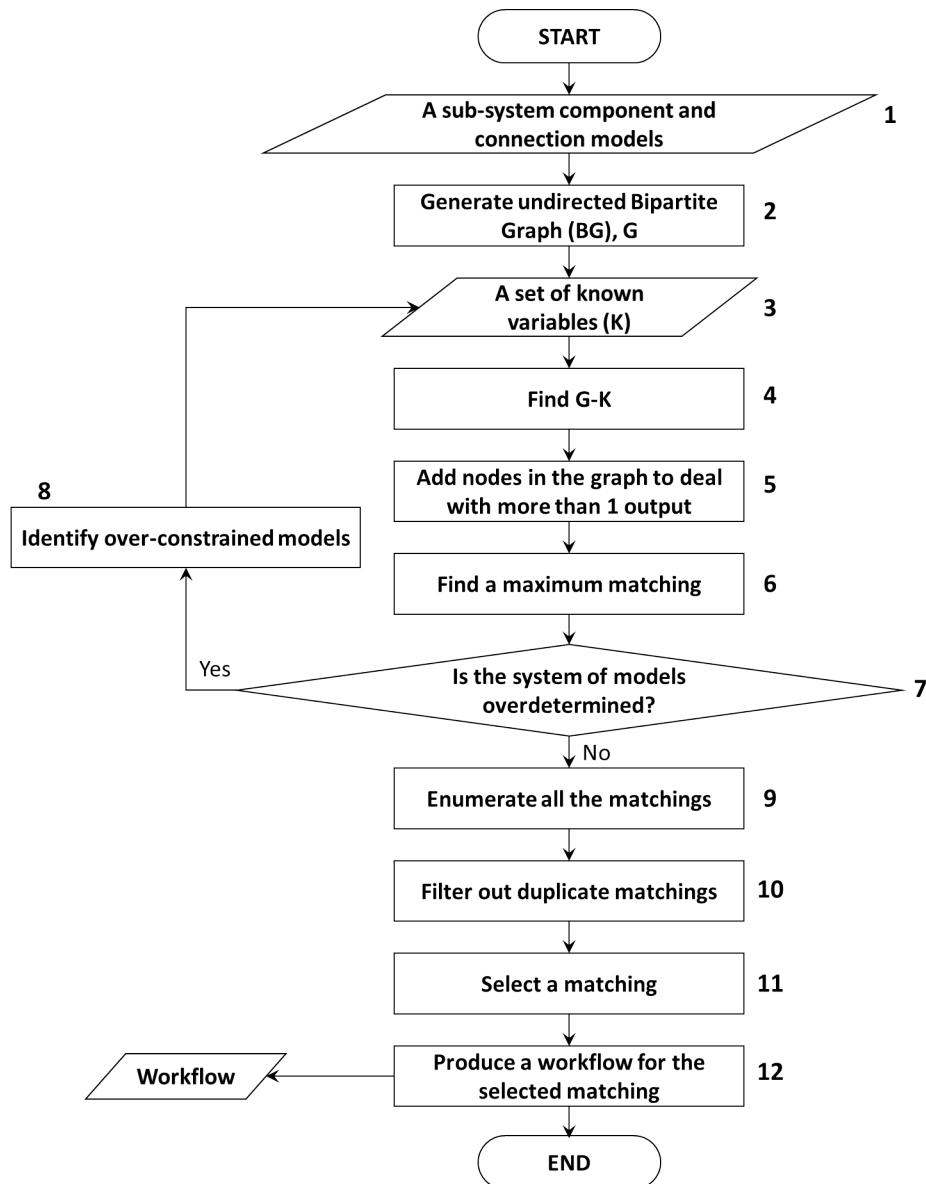 START
A sub-system component and
connection models
1
Generate undirected Bipartite
Graph (BG), G
2
A set of known
variables (K)
3
Find G-K
4
Add nodes in the graph to deal
with more than 1 output
5
8
Identify over-constrained models
Find a maximum matching
6
Yes
Is the system of models
overdetermined?
7
No
Enumerate all the matchings
9
Filter out duplicate matchings
10
Select a matching
11
Workflow
Produce a workflow for the
selected matching
12
END